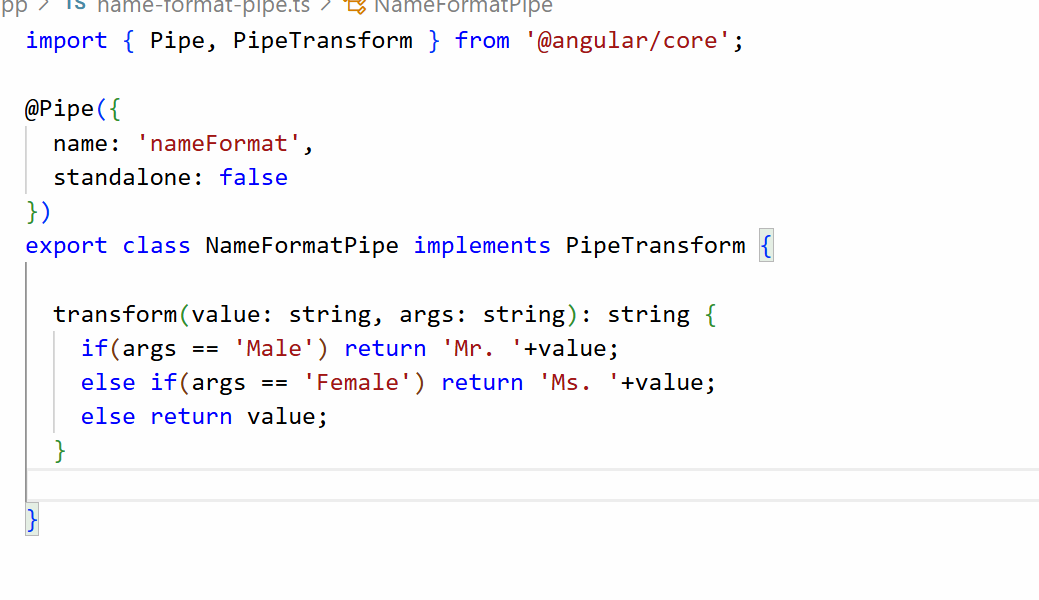 pp > TS name-format-pipe.ts > NameFormatPipe
import { Pipe, PipeTransform } from '@angular/core';
@Pipe({
  name: 'nameFormat',
  standalone: false
})
export class NameFormatPipe implements PipeTransform {
  transform(value: string, args: string): string {
    if(args == 'Male') return 'Mr. '+value;
    else if(args == 'Female') return 'Ms. '+value;
    else return value;
  }
}